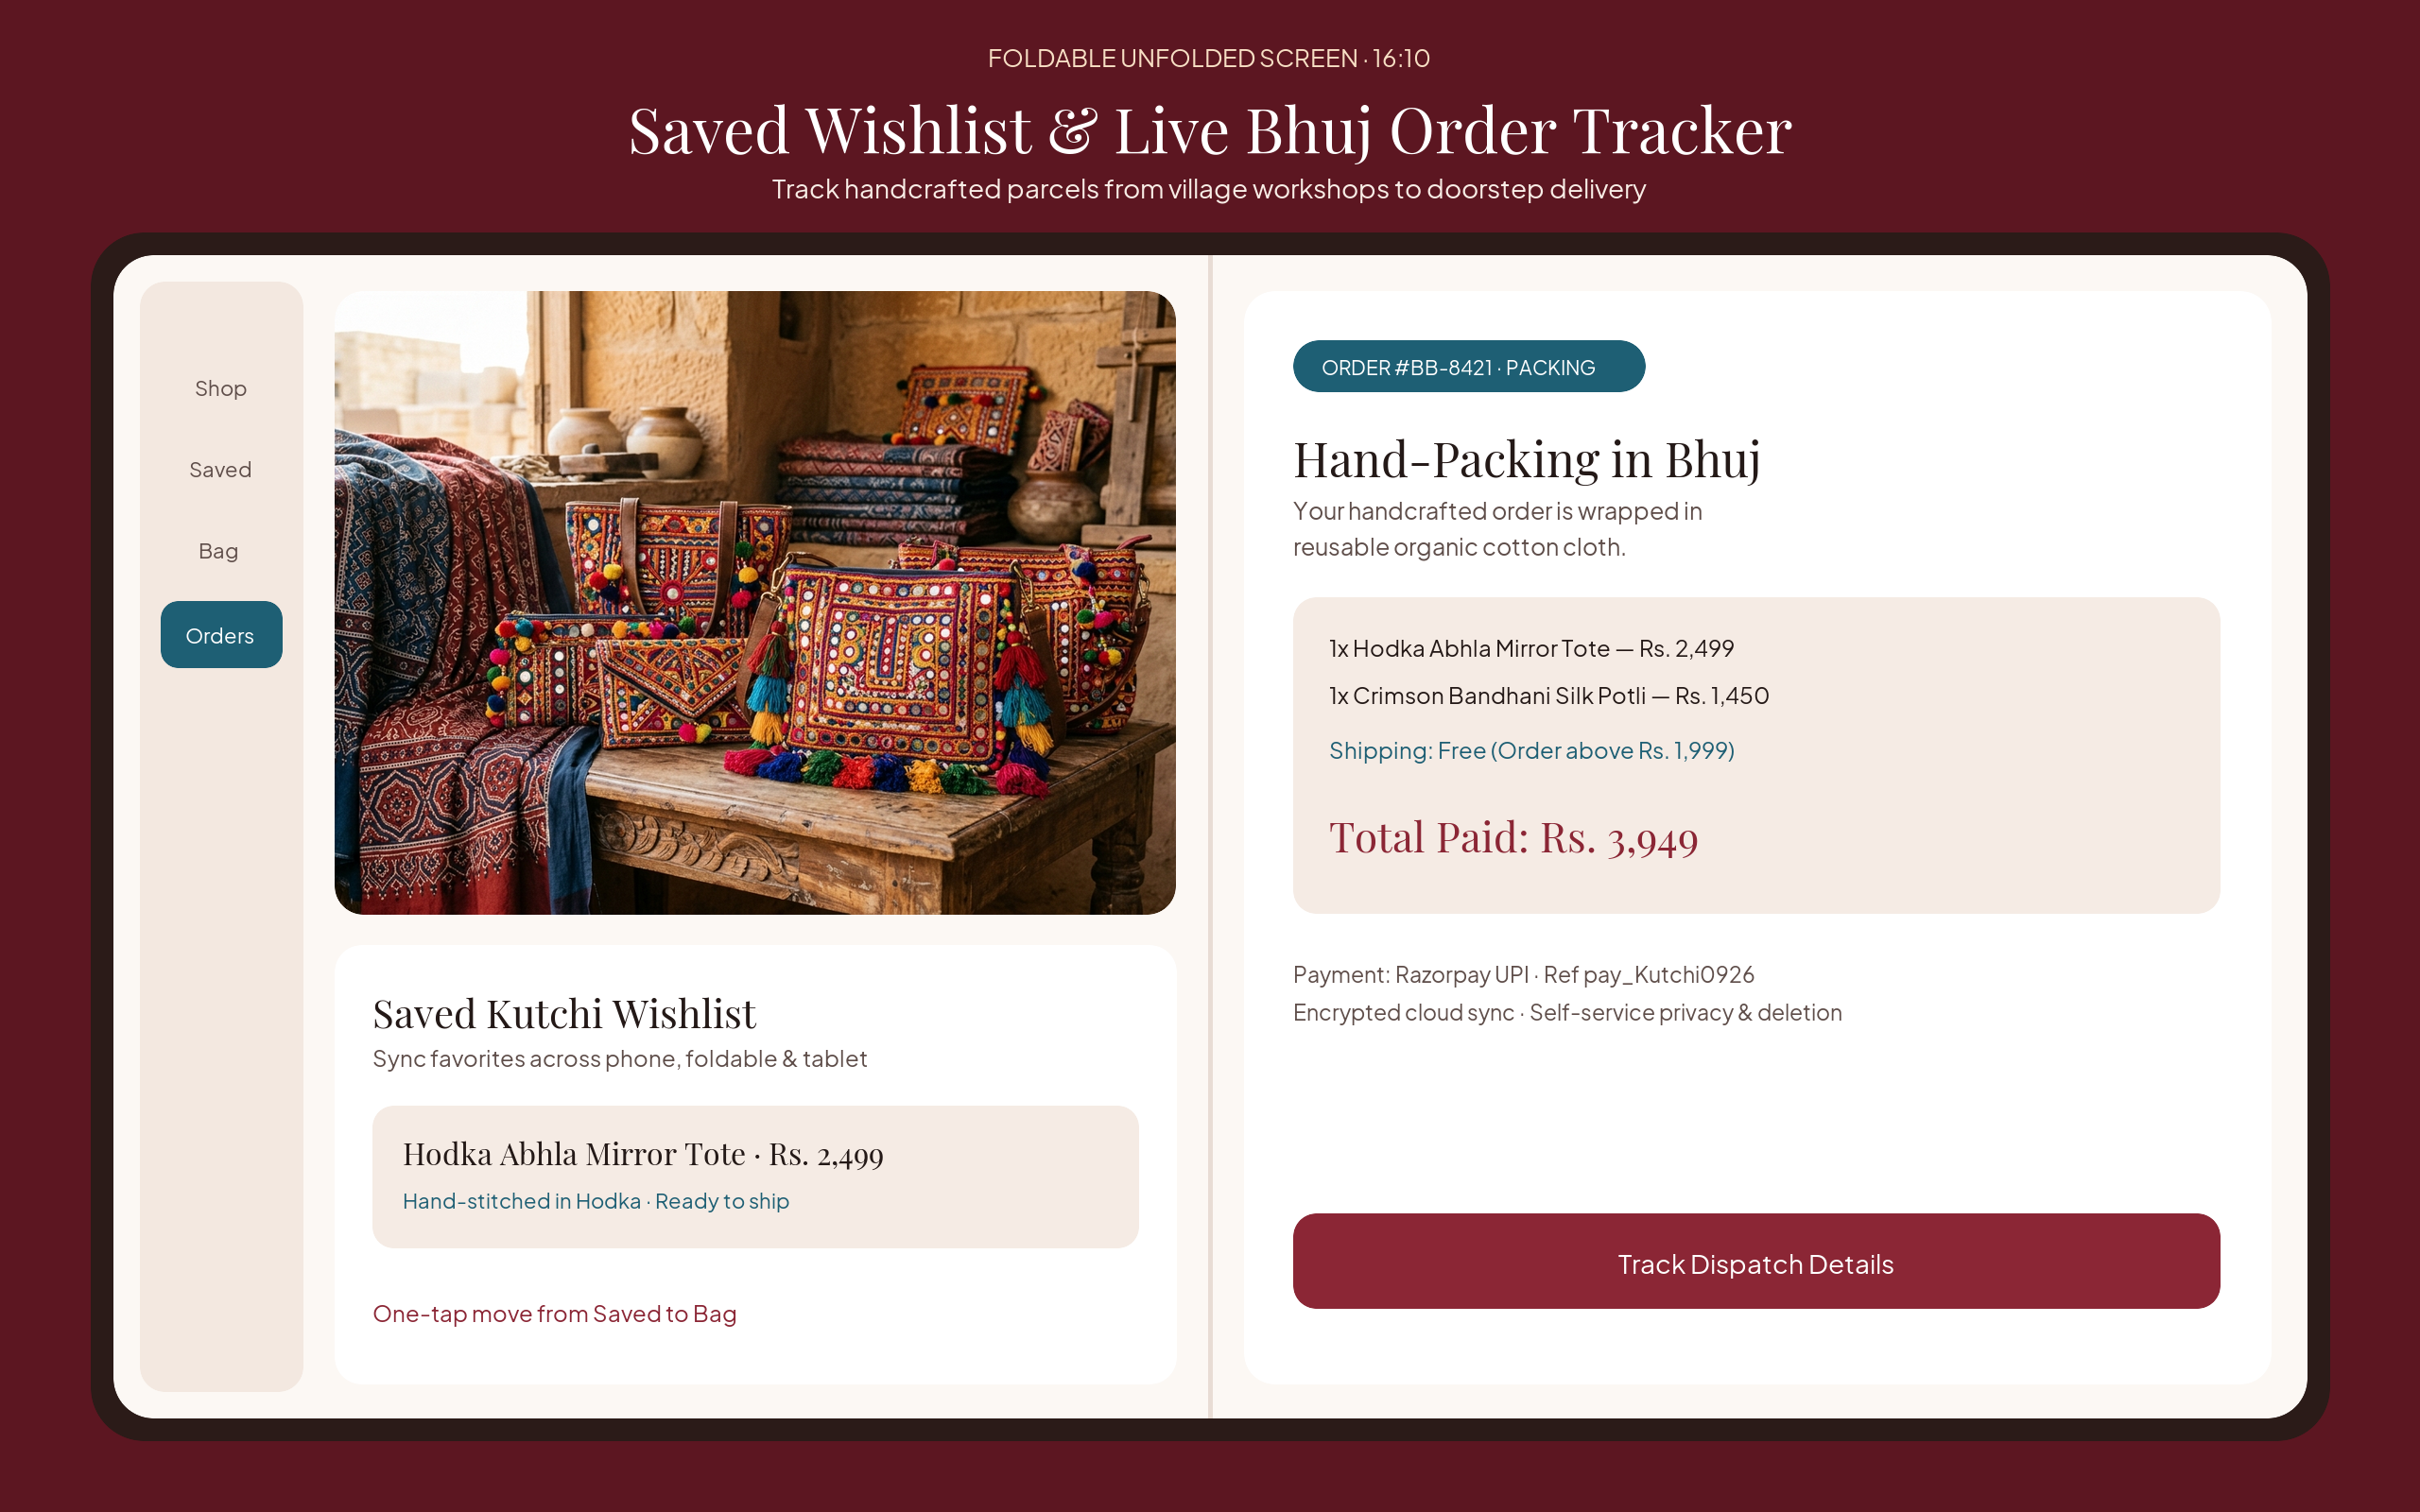 FOLDABLE UNFOLDED SCREEN · 16:10
Saved Wishlist & Live Bhuj Order Tracker
Track handcrafted parcels from village workshops to doorstep delivery
Shop
Saved
Bag
Orders
Saved Kutchi Wishlist
Sync favorites across phone, foldable & tablet
Hodka Abhla Mirror Tote · Rs. 2,499
Hand-stitched in Hodka · Ready to ship
One-tap move from Saved to Bag
ORDER #BB-8421 · PACKING
Hand-Packing in Bhuj
Your handcrafted order is wrapped in
reusable organic cotton cloth.
1x Hodka Abhla Mirror Tote — Rs. 2,499
1x Crimson Bandhani Silk Potli — Rs. 1,450
Shipping: Free (Order above Rs. 1,999)
Total Paid: Rs. 3,949
Payment: Razorpay UPI · Ref pay_Kutchi0926
Encrypted cloud sync · Self-service privacy & deletion
Track Dispatch Details